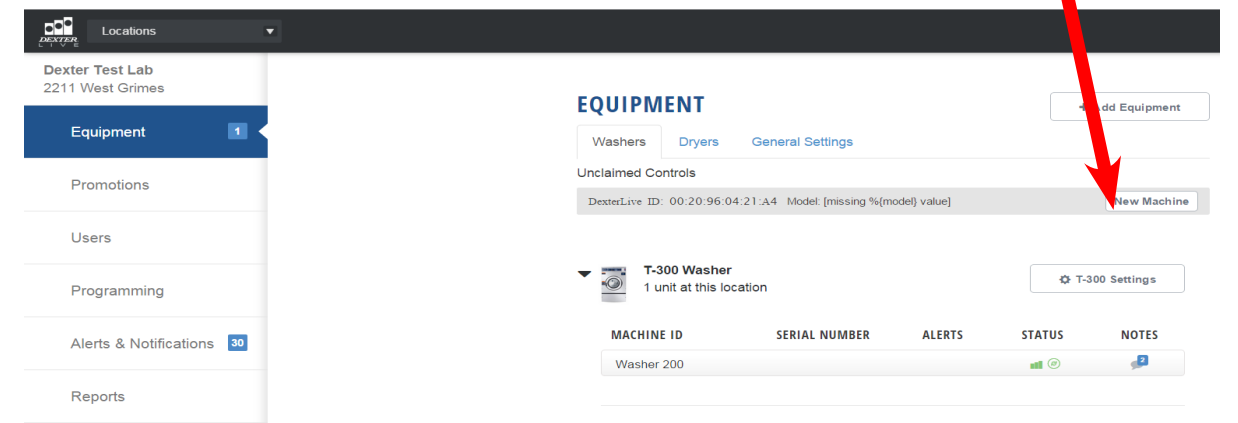 DEXTER
LIVE
Locations
Dexter Test Lab
2211 West Grimes
Equipment 1
Promotions
Users
Programming
Alerts & Notifications 30
Reports
EQUIPMENT
+ Add Equipment
Washers Dryers General Settings
Unclaimed Controls
DexterLive ID: 00:20:96:04:21:A4 Model: [missing %{model} value]
New Machine
T-300 Washer
1 unit at this location
T-300 Settings
MACHINE ID SERIAL NUMBER ALERTS STATUS NOTES
Washer 200 2